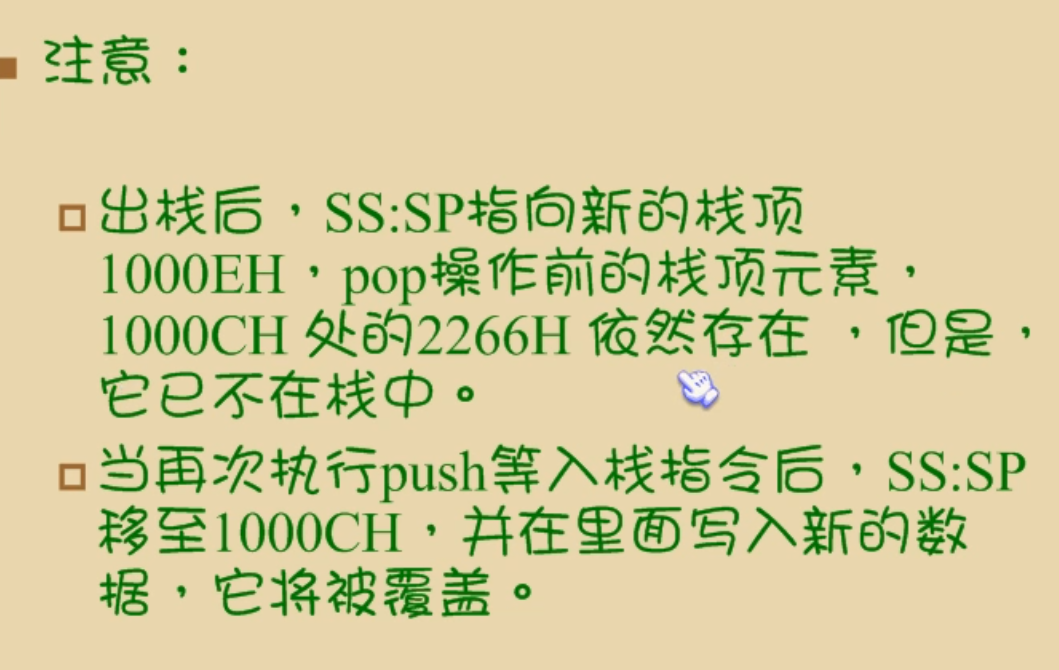 注意：
出栈后，SS:SP指向新的栈顶
1000EH，pop操作前的栈顶元素，
1000CH 处的2266H 依然存在 ，但是，
它已不在栈中。
当再次执行push等入栈指令后，SS:SP
移至1000CH，并在里面写入新的数
据，它将被覆盖。